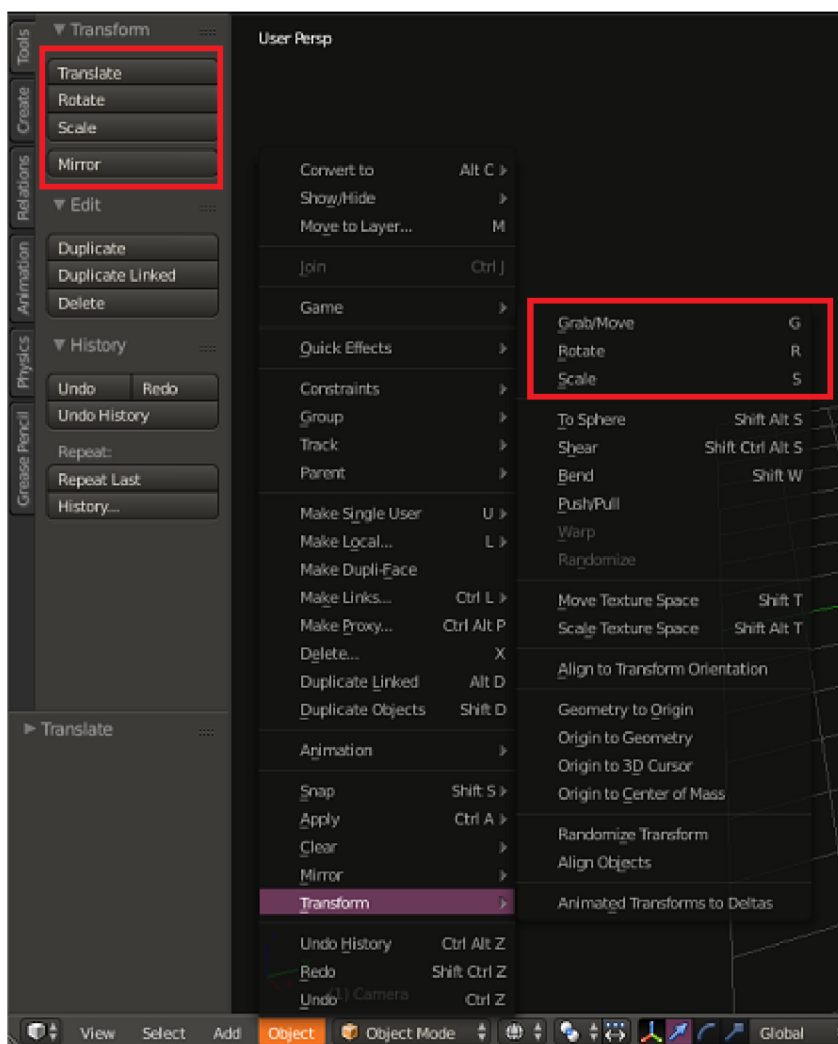 Tools
Create
Relations
Animation
Physics
Grease Pencil
Transform
Translate
Rotate
Scale
Mirror
Edit
Duplicate
Duplicate Linked
Delete
History
Undo Redo
Undo History
Repeat:
Repeat Last
History...
Translate
User Persp
Convert to Alt C
Show/Hide
Move to Layer... M
Join Ctrl J
Game
Quick Effects
Constraints
Group
Track
Parent
Make Single User U
Make Local... L
Make Dupli-Face
Make Links... Ctrl L
Make Proxy... Ctrl Alt P
Delete... X
Duplicate Linked Alt D
Duplicate Objects Shift D
Animation
Snap Shift S
Apply Ctrl A
Clear
Mirror
Transform
Undo History Ctrl Alt Z
Redo Shift Ctrl Z
Undo Ctrl Z
(1) Camera
Grab/Move G
Rotate R
Scale S
To Sphere Shift Alt S
Shear Shift Ctrl Alt S
Bend Shift W
Push/Pull
Warp
Randomize
Move Texture Space Shift T
Scale Texture Space Shift Alt T
Align to Transform Orientation
Geometry to Origin
Origin to Geometry
Origin to 3D Cursor
Origin to Center of Mass
Randomize Transform
Align Objects
Animated Transforms to Deltas
View Select Add Object Object Mode Global